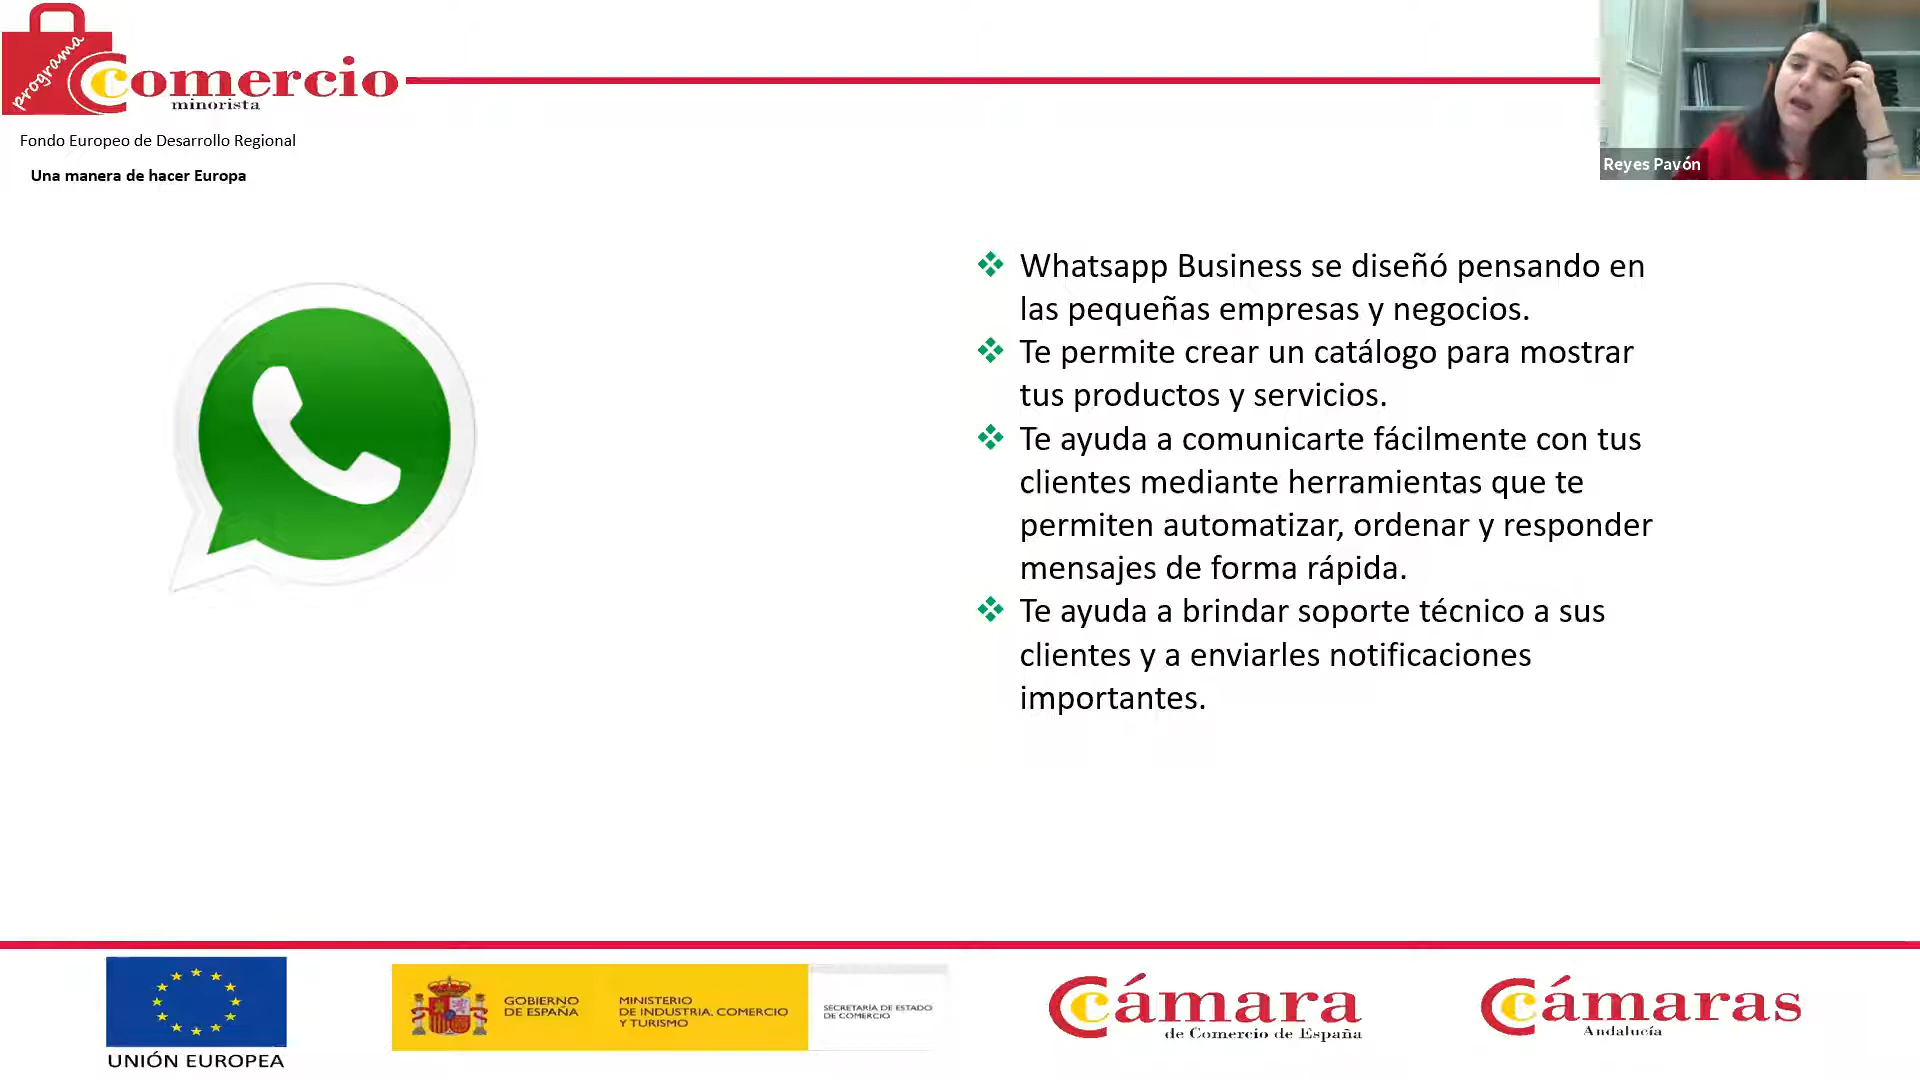 programa
comercio
minorista
Fondo Europeo de Desarrollo Regional
Una manera de hacer Europa
Reyes Pavón
❖ Whatsapp Business se diseñó pensando en
las pequeñas empresas y negocios.
❖ Te permite crear un catálogo para mostrar
tus productos y servicios.
❖ Te ayuda a comunicarte fácilmente con tus
clientes mediante herramientas que te
permiten automatizar, ordenar y responder
mensajes de forma rápida.
❖ Te ayuda a brindar soporte técnico a sus
clientes y a enviarles notificaciones
importantes.
UNIÓN EUROPEA
GOBIERNO
DE ESPAÑA
MINISTERIO
DE INDUSTRIA, COMERCIO
Y TURISMO
SECRETARÍA DE ESTADO
DE COMERCIO
Cámara
de Comercio de España
Cámaras
Andalucía